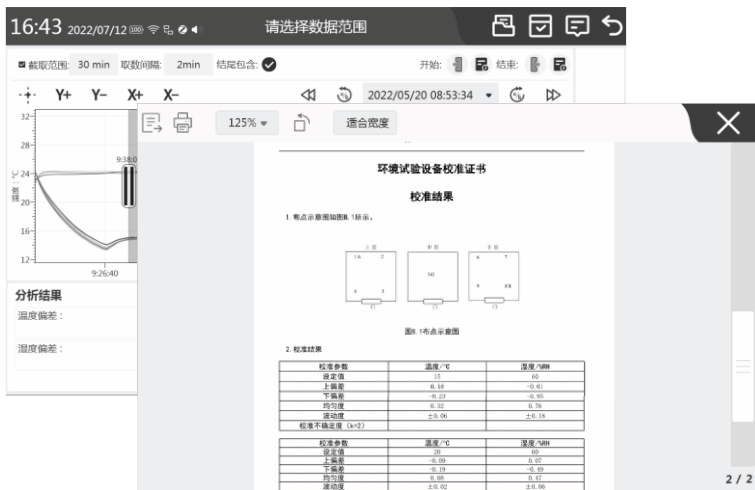 16:43 2022/07/12 请选择数据范围
截取范围: 30 min 取数间隔: 2min 结尾包含: 开始: 结束:
Y+ Y- X+ X- 2022/05/20 08:53:34
125% 适合宽度
32
28
24
20
16
12
温度: ℃
9:38:0
9:26:40
分析结果
温度偏差:
湿度偏差:
环境试验设备校准证书
校准结果
1. 布点示意图如图B.1所示。
上层 中层 下层
图B.1布点示意图
2. 校准结果
校准参数 温度/℃ 湿度/%RH
设定值 15 60
上偏差 0.18 -0.61
下偏差 -0.23 -0.95
均匀度 0.32 0.76
波动度 ±0.06 ±0.18
校准不确定度 (k=2)
校准参数 温度/℃ 湿度/%RH
设定值 20 60
上偏差 -0.09 0.07
下偏差 -0.19 -0.49
均匀度 0.08 0.47
波动度 ±0.02 ±0.06
2 / 2